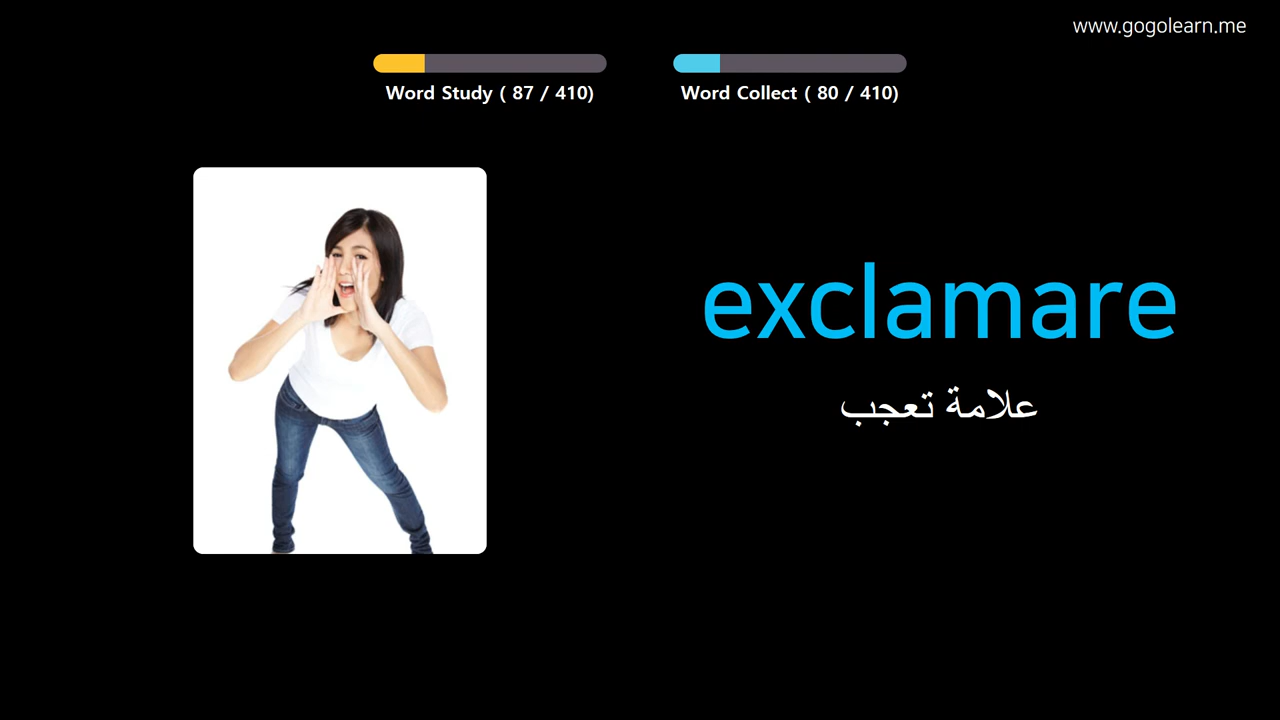 www.gogolearn.me
Word Study ( 87 / 410)
Word Collect ( 80 / 410)
exclamare
علامة تعجب